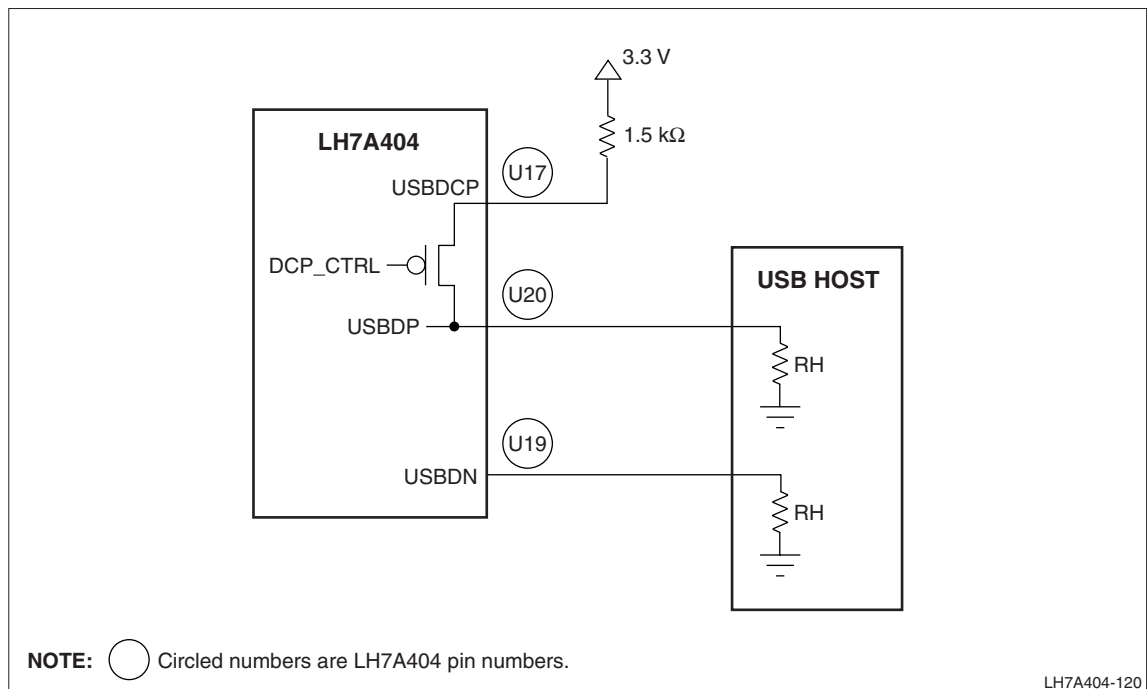 3.3 V
1.5 kΩ
LH7A404
U17
USBDCP
DCP_CTRL
USB HOST
U20
USBDP
RH
U19
USBDN
RH
NOTE: Circled numbers are LH7A404 pin numbers.
LH7A404-120